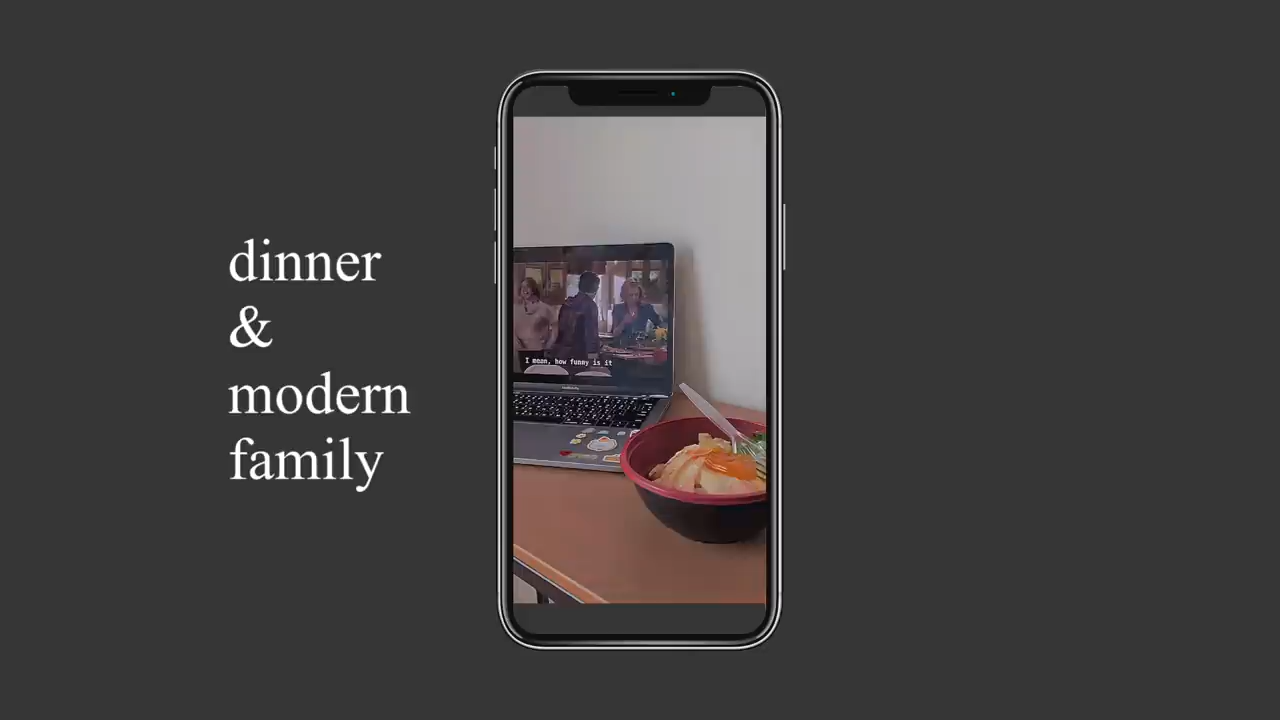 dinner
&
modern
family
I mean, how funny is it